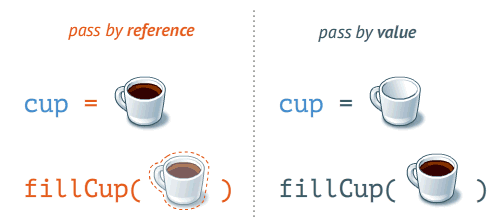 pass by reference
cup =
fillCup( )
pass by value
cup =
fillCup( )